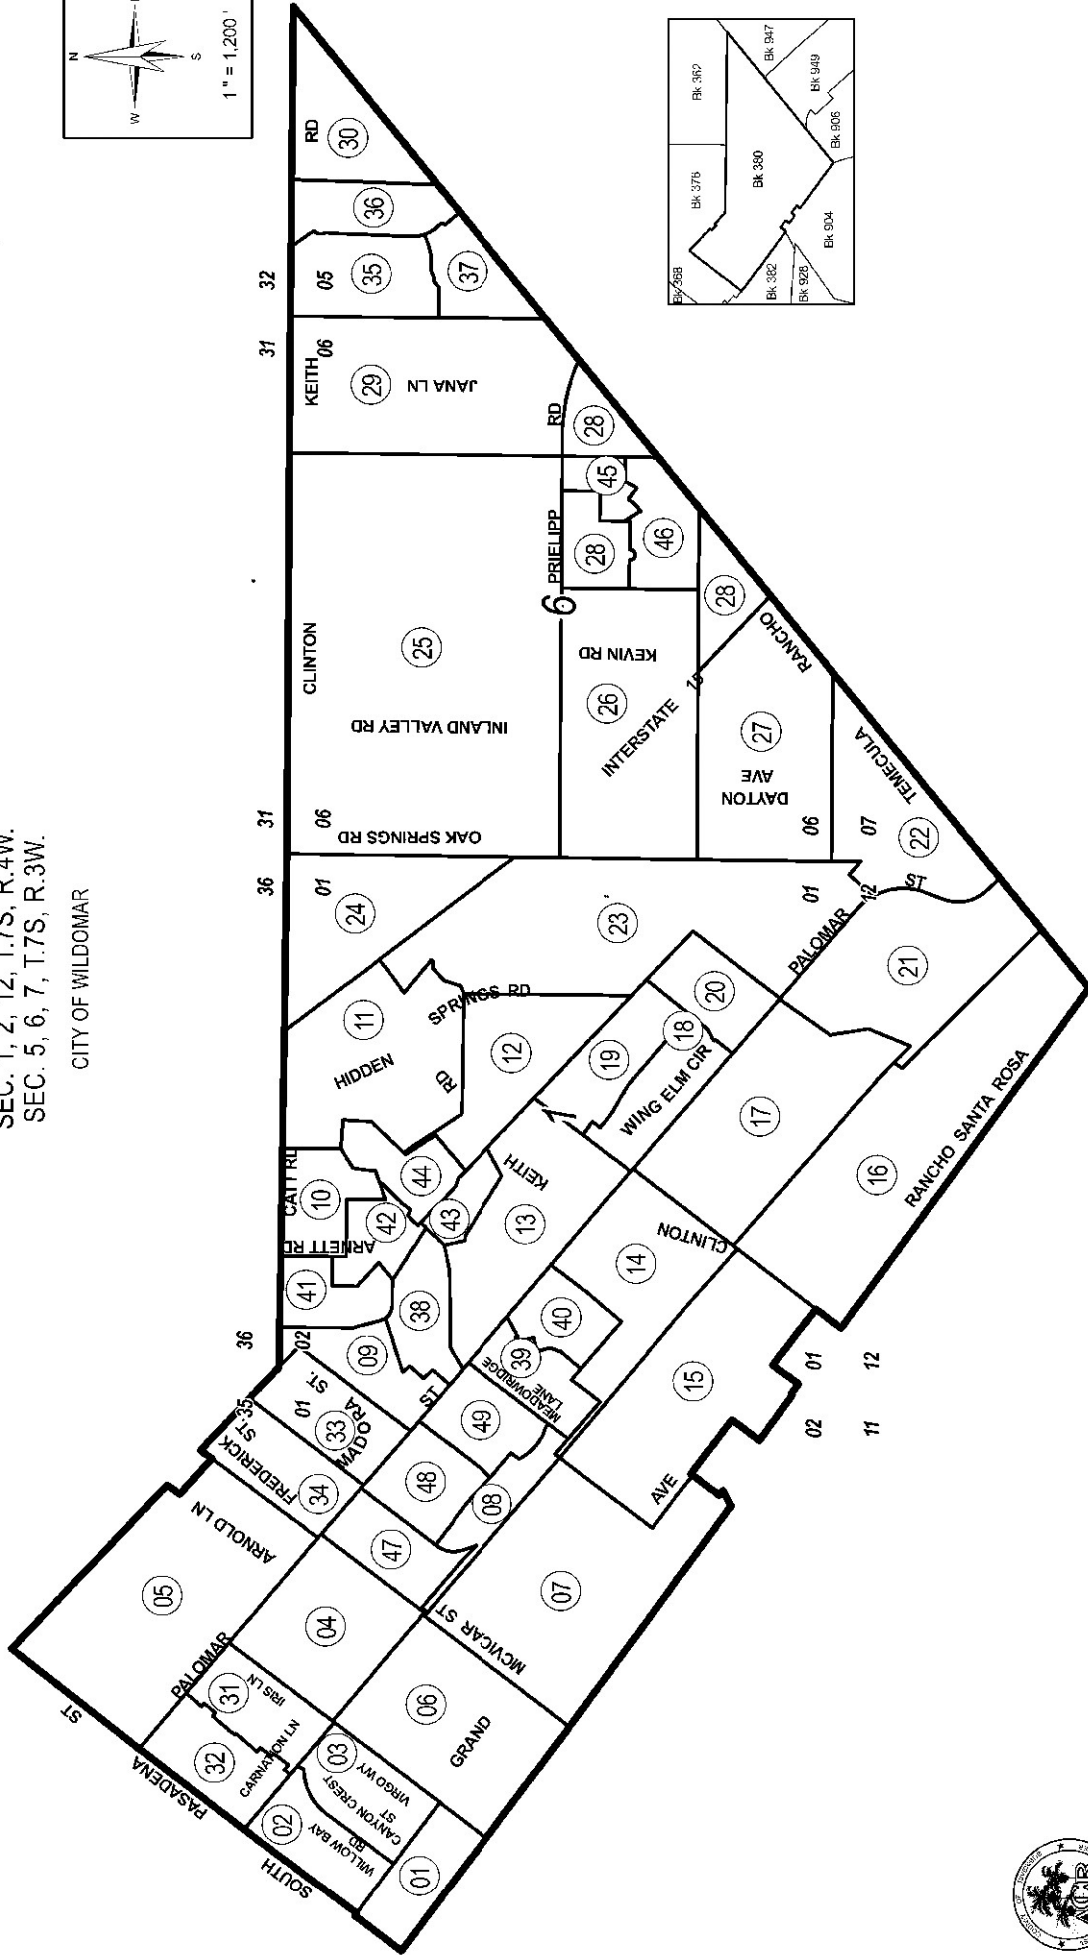 SEC. 1, 2, 12, T.7S, R.4W.
SEC. 5, 6, 7, T.7S, R.3W.
CITY OF WILDOMAR
N
W
S
1 " = 1,200 '
Bk 368
Bk 376
Bk 362
Bk 947
Bk 949
Bk 380
Bk 906
Bk 382
Bk 928
Bk 904
35
36
36
31
31
32
02
01
01
06
06
05
ST
SOUTH
PASADENA
PALOMAR
ST
ARNOLD LN
FREDERICK
ST.
MADORA
ST.
CATT RD
ARNETT RD
HIDDEN
SPRINGS RD
RD
OAK SPRINGS RD
CLINTON
INLAND VALLEY RD
KEITH
RD
JANA LN
PRIELIPP
RD
6
KEVIN RD
INTERSTATE
15
DAYTON
AVE
RANCHO
TEMECULA
06
07
01
12
PALOMAR
ST
WING ELM CIR
KEITH
CLINTON
MEADOWRIDGE
LANE
RANCHO SANTA ROSA
01
12
02
11
AVE
MCVICAR ST
GRAND
IRIS LN
CARNATION LN
VIRGO WY
CANYON CREST
ST
WILLOW BAY
RD
01
02
03
04
05
06
07
08
09
10
11
12
13
14
15
16
17
18
19
20
21
22
23
24
25
26
27
28
28
28
29
30
31
32
33
34
35
36
37
38
39
40
41
42
43
44
45
46
47
48
49
ACR